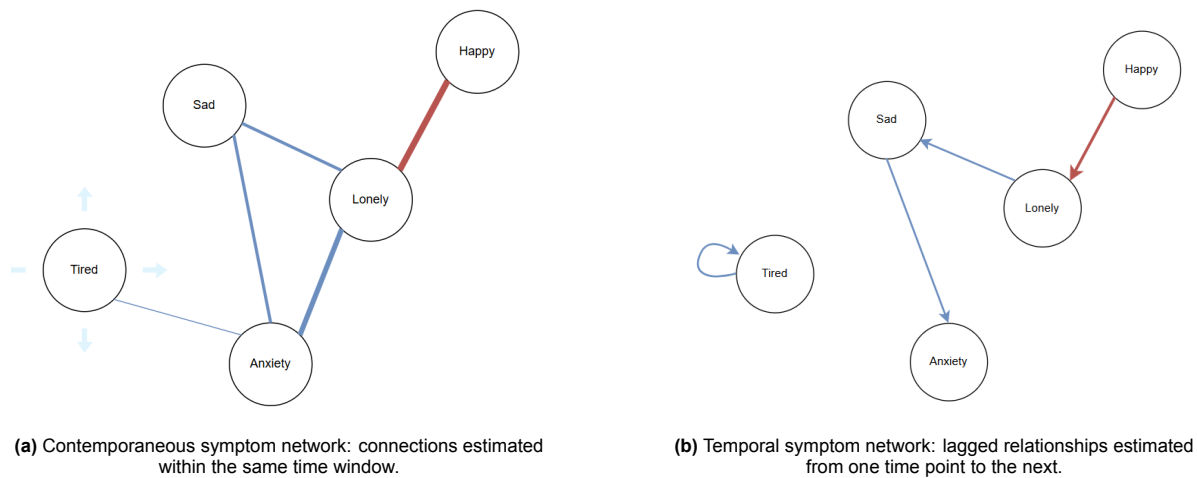 Happy
Sad
Lonely
Tired
Anxiety
(a) Contemporaneous symptom network: connections estimated
within the same time window.
Happy
Sad
Lonely
Tired
Anxiety
(b) Temporal symptom network: lagged relationships estimated
from one time point to the next.